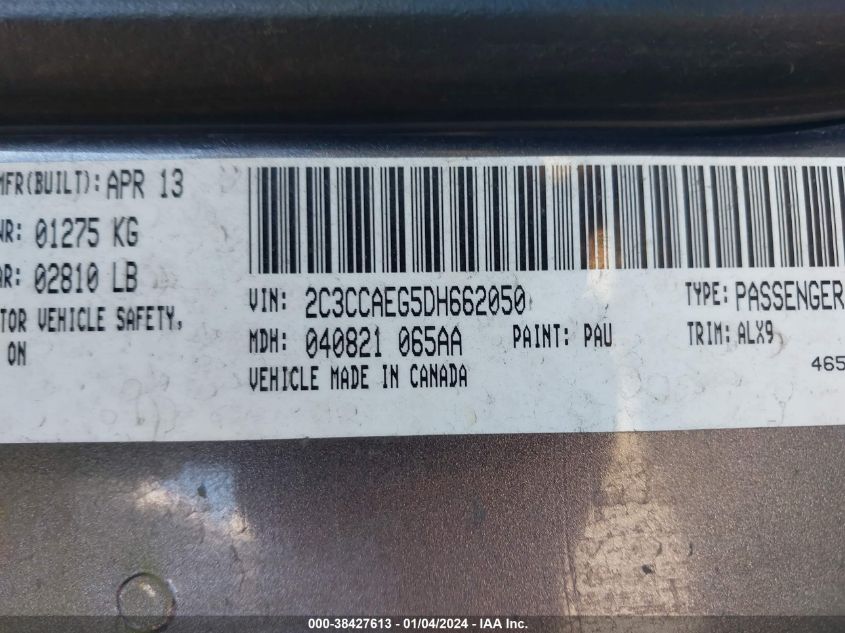 MFR(BUILT): APR 13
WR: 01275 KG
AR: 02810 LB
TOR VEHICLE SAFETY,
ON
VIN: 2C3CCAEG5DH662050
MDH: 040821 065AA
PAINT: PAU
VEHICLE MADE IN CANADA
TYPE: PASSENGER
TRIM: ALX9
465
000-38427613 - 01/04/2024 - IAA Inc.